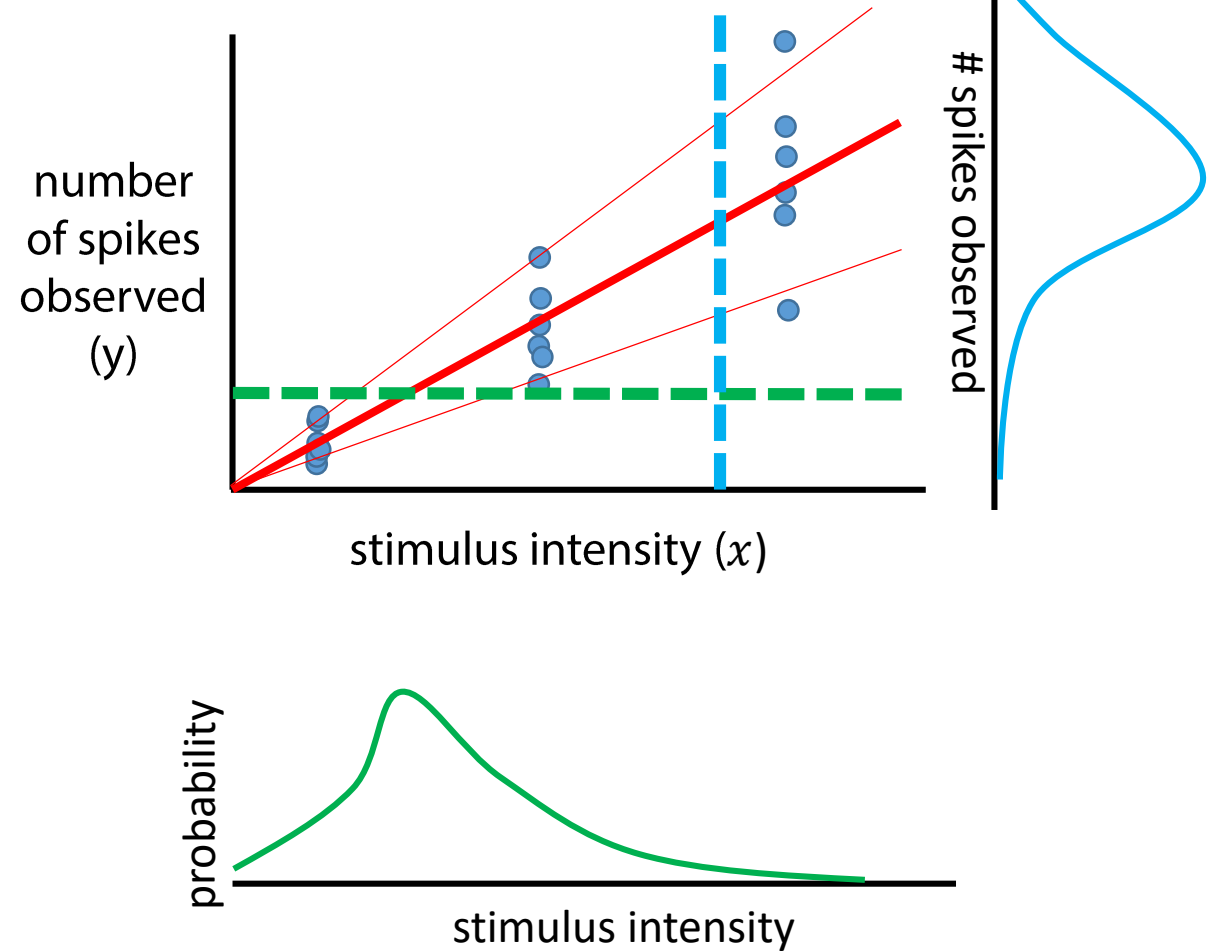 number
of spikes
observed
(y)
stimulus intensity (x)
# spikes observed
probability
stimulus intensity